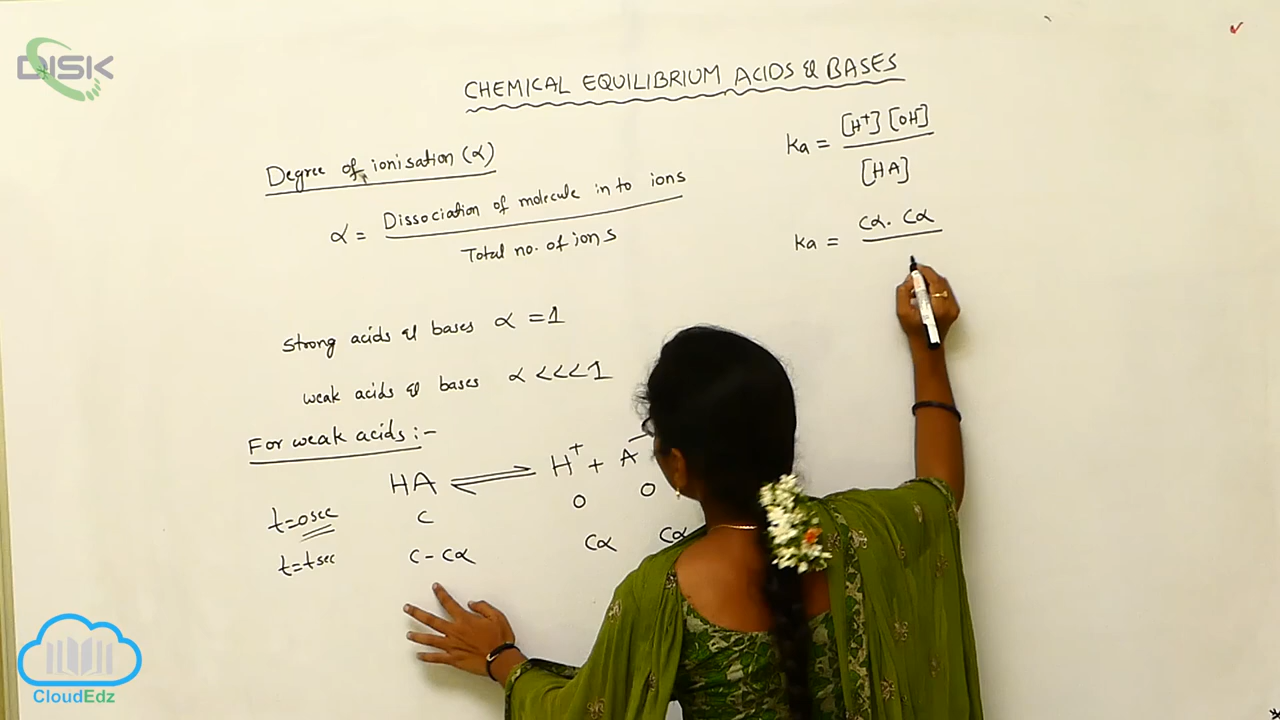 DISK
CHEMICAL EQUILIBRIUM ACIDS & BASES
Degree of ionisation (α)
α = Dissociation of molecule in to ions
Total no. of ions
Strong acids & bases α = 1
weak acids & bases α <<< 1
For weak acids :-
HA ⇌ H⁺ + A⁻
t=0sec C 0 0
t=tsec C - Cα Cα Cα
Ka = [H⁺] [OH]
[HA]
Ka = Cα. Cα
CloudEdz